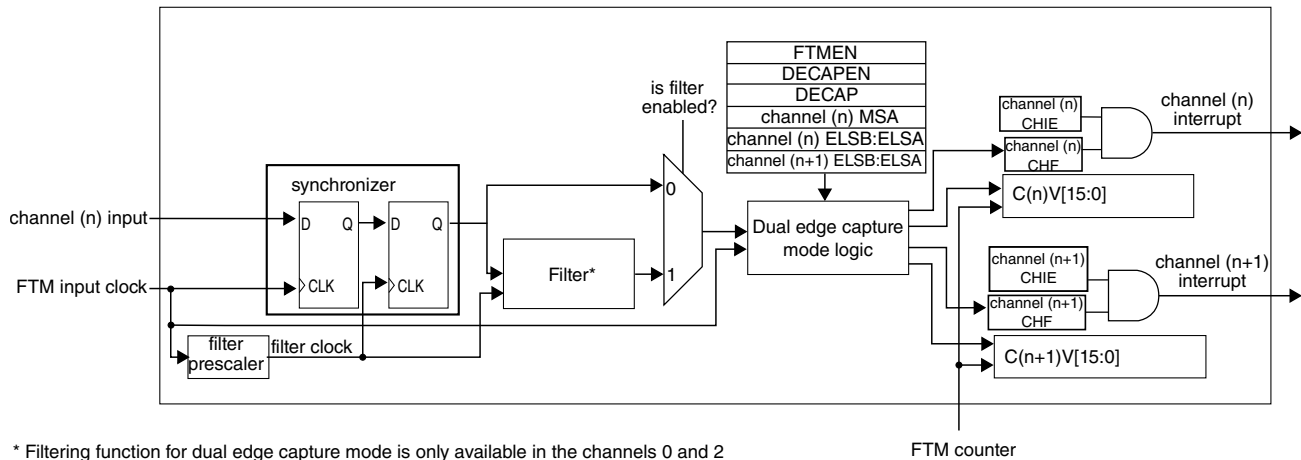 FTMEN
DECAPEN
DECAP
channel (n) MSA
channel (n) ELSB:ELSA
channel (n+1) ELSB:ELSA
is filter
enabled?
synchronizer
channel (n) input
FTM input clock
D Q
CLK
D Q
CLK
filter
prescaler
filter clock
Filter*
0
1
Dual edge capture
mode logic
channel (n)
CHIE
channel (n)
CHF
channel (n)
interrupt
C(n)V[15:0]
channel (n+1)
CHIE
channel (n+1)
CHF
channel (n+1)
interrupt
C(n+1)V[15:0]
FTM counter
* Filtering function for dual edge capture mode is only available in the channels 0 and 2